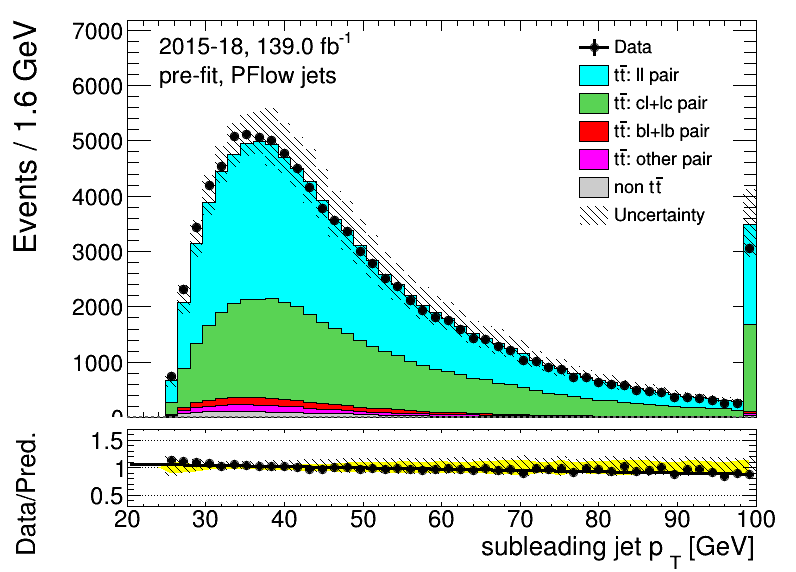 7000
6000
5000
4000
3000
2000
1000
0
Events / 1.6 GeV
2015-18, 139.0 fb⁻¹
pre-fit, PFlow jets
Data
tt̄: ll pair
tt̄: cl+lc pair
tt̄: bl+lb pair
tt̄: other pair
non tt̄
Uncertainty
1.5
1
0.5
Data/Pred.
20 30 40 50 60 70 80 90 100
subleading jet p_T [GeV]